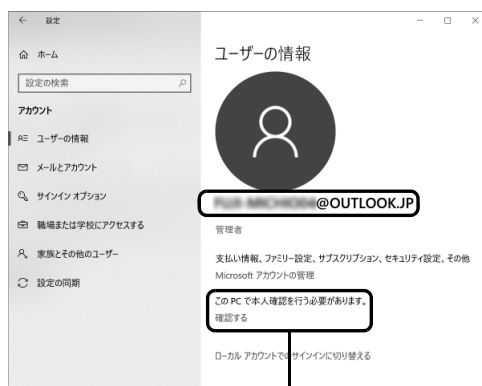 設定
ホーム
設定の検索
アカウント
ユーザーの情報
メールとアカウント
サインイン オプション
職場または学校にアクセスする
家族とその他のユーザー
設定の同期
ユーザーの情報
@OUTLOOK.JP
管理者
支払い情報、ファミリー設定、サブスクリプション、セキュリティ設定、その他
Microsoft アカウントの管理
この PC で本人確認を行う必要があります。
確認する
ローカル アカウントでのサインインに切り替える